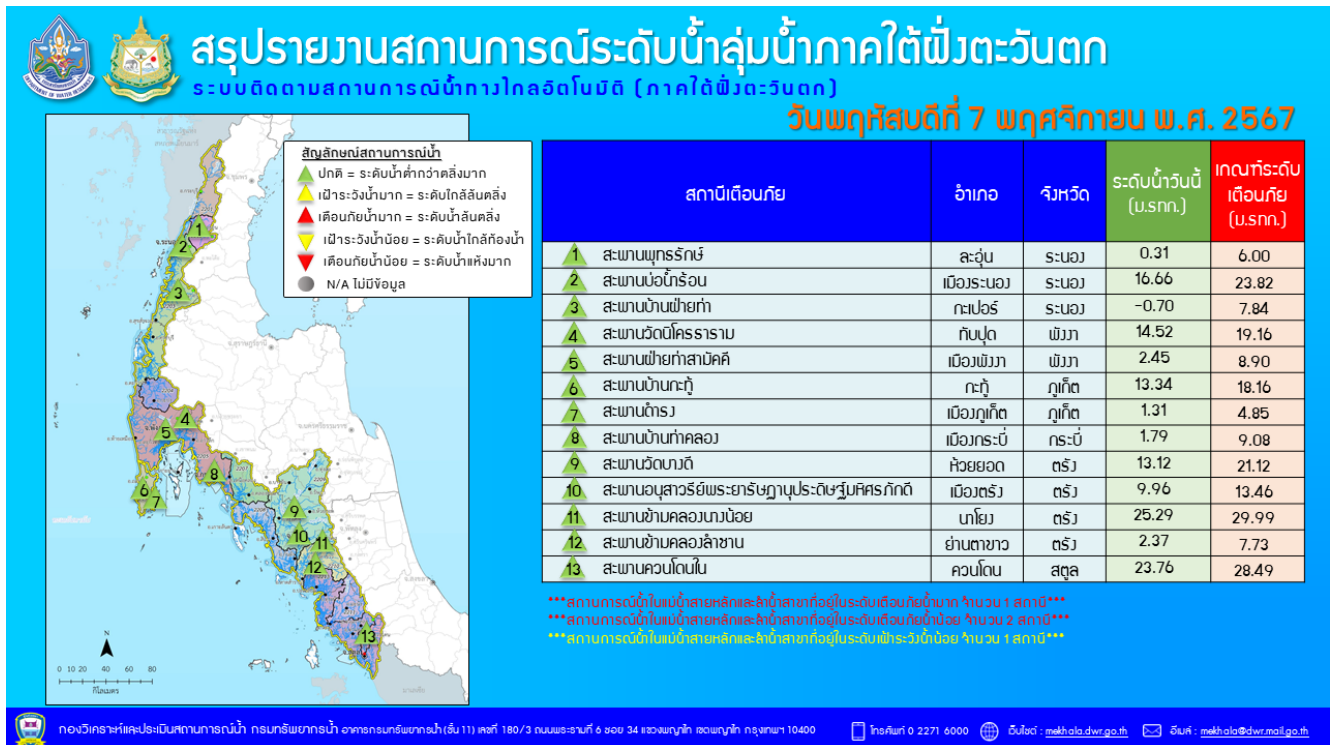 สรุปรายงานสถานการณ์ระดับน้ำลุ่มน้ำภาคใต้ฝั่งตะวันตก
ระบบติดตามสถานการณ์น้ำทางไกลอัตโนมัติ (ภาคใต้ฝั่งตะวันตก)
วันพฤหัสบดีที่ 7 พฤศจิกายน พ.ศ. 2567
สัญลักษณ์สถานการณ์น้ำ
ปกติ = ระดับน้ำต่ำกว่าตลิ่งมาก
เฝ้าระวังน้ำมาก = ระดับใกล้ล้นตลิ่ง
เตือนภัยน้ำมาก = ระดับน้ำล้นตลิ่ง
เฝ้าระวังน้ำน้อย = ระดับน้ำใกล้ท้องน้ำ
เตือนภัยน้ำน้อย = ระดับน้ำแห้งมาก
N/A ไม่มีข้อมูล
1
2
3
4
5
6
7
8
9
10
11
12
13
N
0 10 20 40 60 80
กิโลเมตร
สถานีเตือนภัย อำเภอ จังหวัด ระดับน้ำวันนี้ (ม.รทก.) เกณฑ์ระดับเตือนภัย (ม.รทก.)
1 สะพานพุทธรักษ์ ละอุ่น ระนอง 0.31 6.00
2 สะพานบ่อน้ำร้อน เมืองระนอง ระนอง 16.66 23.82
3 สะพานบ้านฝ่ายท่า กะเปอร์ ระนอง -0.70 7.84
4 สะพานวัดนิโครธาราม ทับปุด พังงา 14.52 19.16
5 สะพานฝ่ายท่าสามัคคี เมืองพังงา พังงา 2.45 8.90
6 สะพานบ้านกะทู้ กะทู้ ภูเก็ต 13.34 18.16
7 สะพานดำรง เมืองภูเก็ต ภูเก็ต 1.31 4.85
8 สะพานบ้านท่าคลอง เมืองกระบี่ กระบี่ 1.79 9.08
9 สะพานวัดบางดี ห้วยยอด ตรัง 13.12 21.12
10 สะพานอนุสาวรีย์พระยารัษฎานุประดิษฐ์มหิศรภักดี เมืองตรัง ตรัง 9.96 13.46
11 สะพานข้ามคลองนางน้อย นาโยง ตรัง 25.29 29.99
12 สะพานข้ามคลองลำชาน ย่านตาขาว ตรัง 2.37 7.73
13 สะพานควนโดนใน ควนโดน สตูล 23.76 28.49
***สถานการณ์น้ำในแม่น้ำสายหลักและลำน้ำสาขาที่อยู่ในระดับเตือนภัยน้ำมาก จำนวน 1 สถานี***
***สถานการณ์น้ำในแม่น้ำสายหลักและลำน้ำสาขาที่อยู่ในระดับเตือนภัยน้ำน้อย จำนวน 2 สถานี***
***สถานการณ์น้ำในแม่น้ำสายหลักและลำน้ำสาขาที่อยู่ในระดับเฝ้าระวังน้ำน้อย จำนวน 1 สถานี***
กองวิเคราะห์และประเมินสถานการณ์น้ำ กรมทรัพยากรน้ำ อาคารกรมทรัพยากรน้ำ (ชั้น 11) เลขที่ 180/3 ถนนพระรามที่ 6 ซอย 34 แขวงพญาไท เขตพญาไท กรุงเทพฯ 10400 โทรศัพท์ 0 2271 6000 เว็บไซต์ : mekhala.dwr.go.th อีเมล์ : mekhala@dwr.mail.go.th